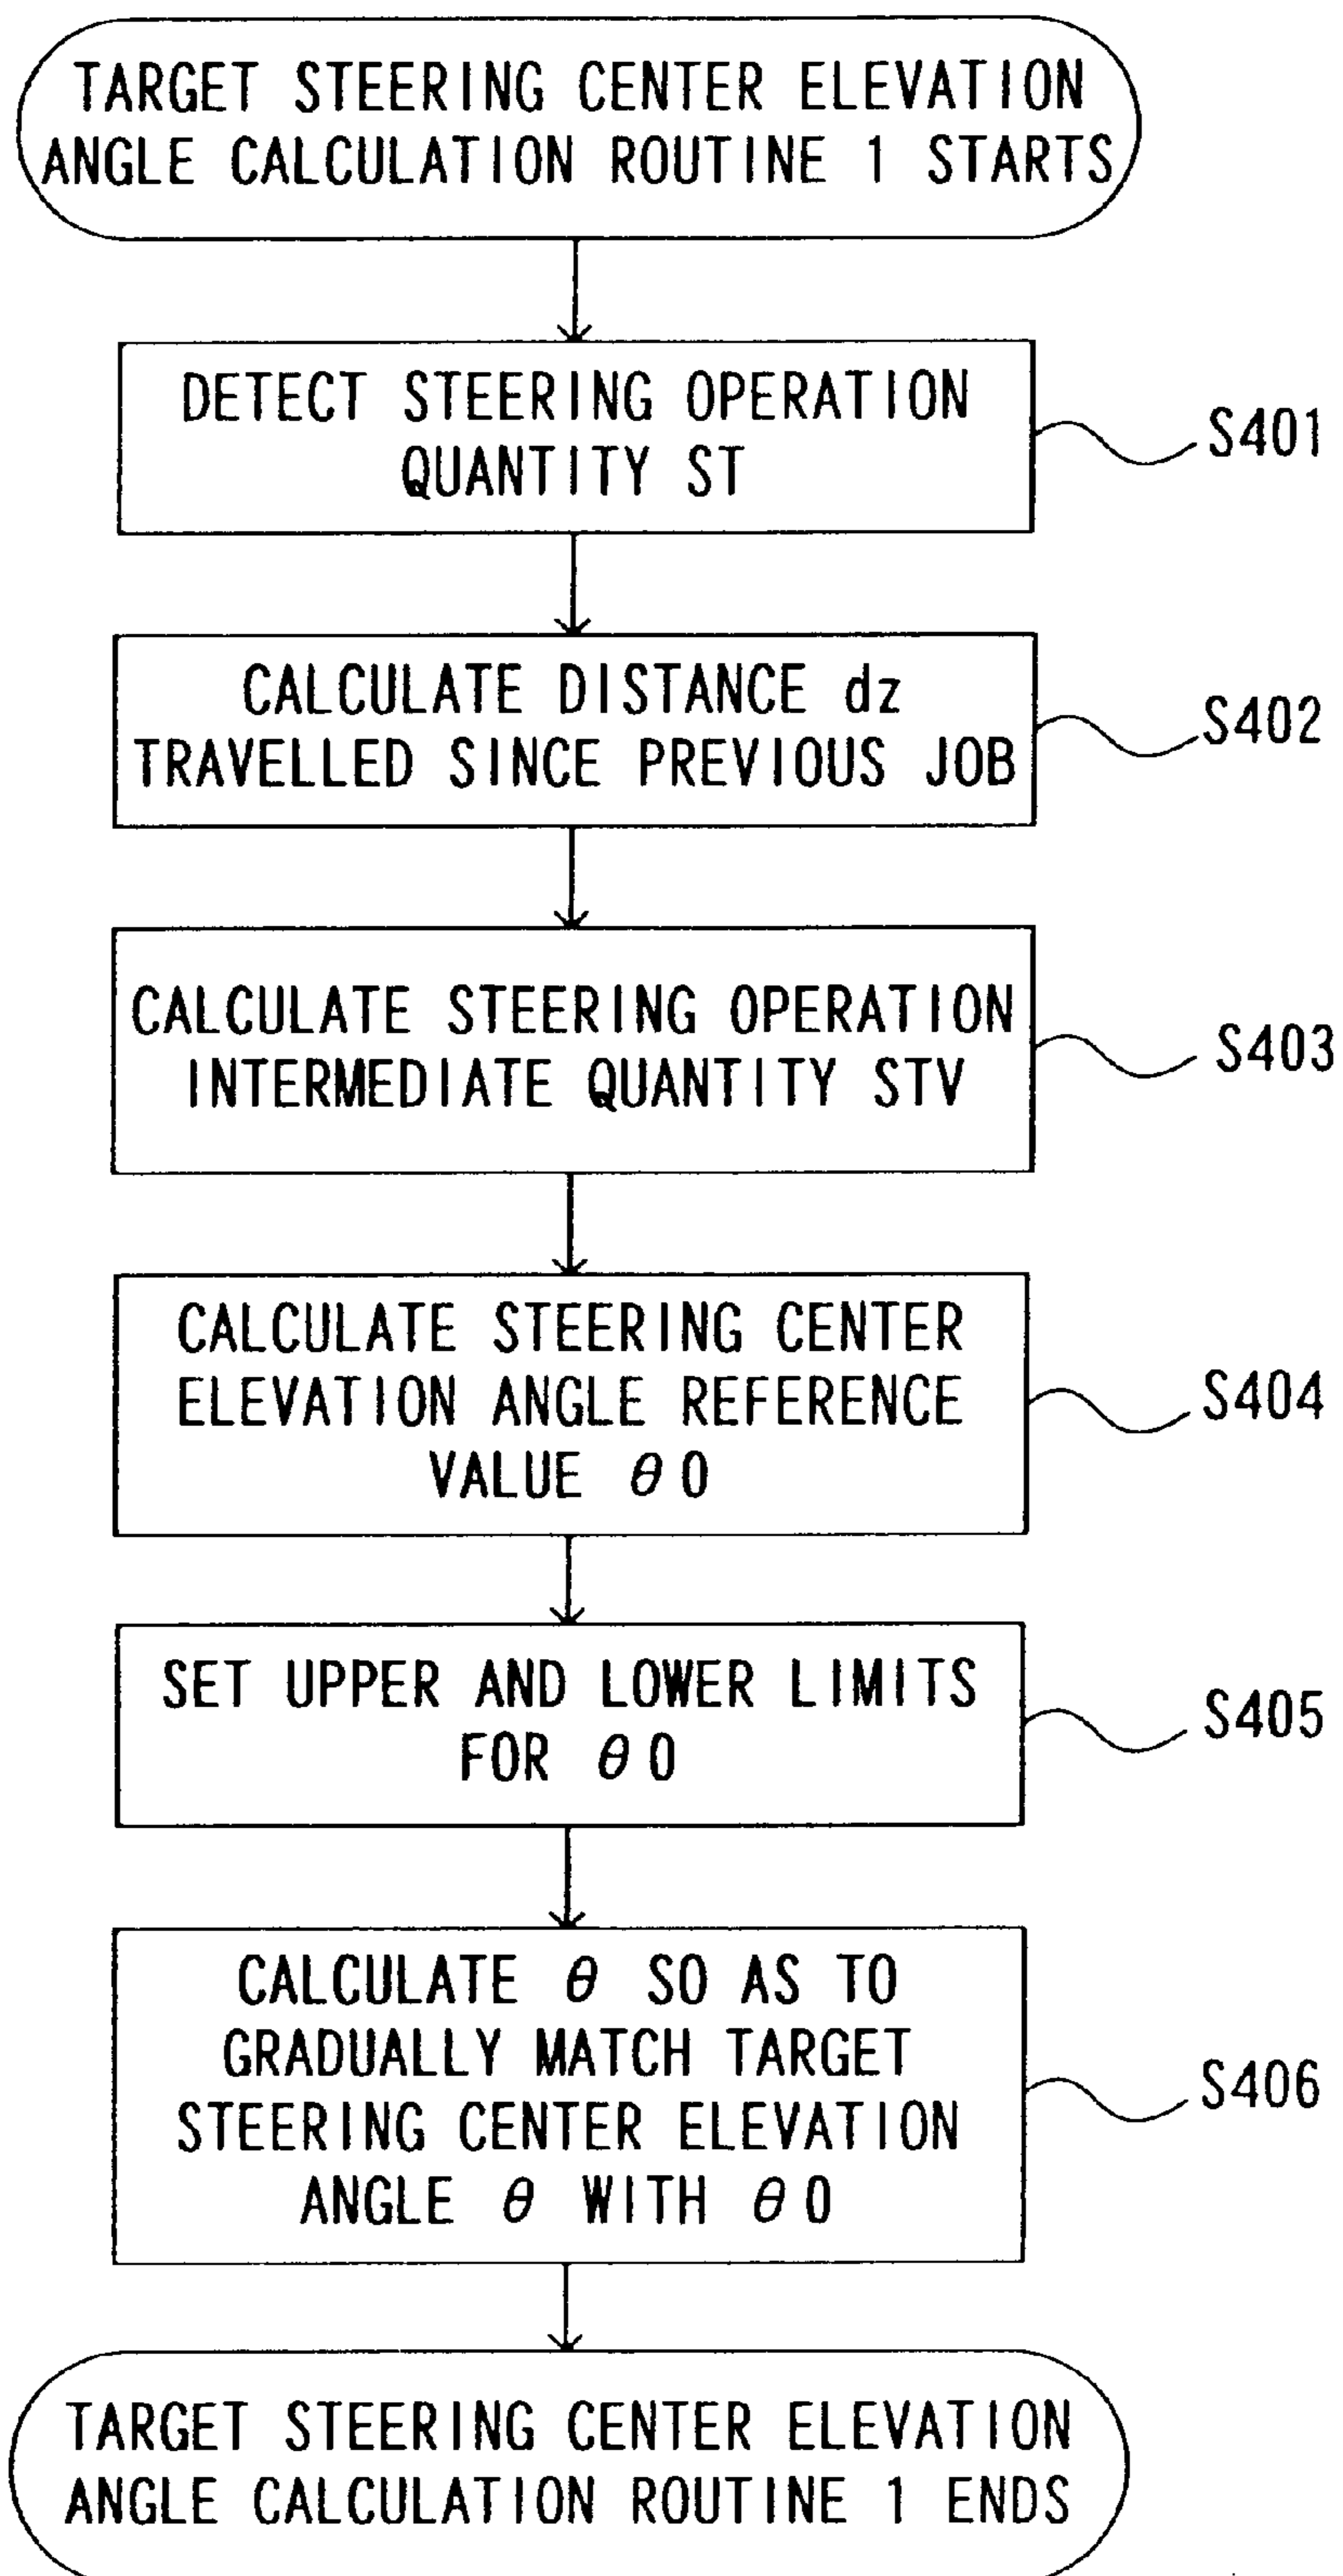 TARGET STEERING CENTER ELEVATION
ANGLE CALCULATION ROUTINE 1 STARTS
DETECT STEERING OPERATION
QUANTITY ST
S401
CALCULATE DISTANCE dz
TRAVELLED SINCE PREVIOUS JOB
S402
CALCULATE STEERING OPERATION
INTERMEDIATE QUANTITY STV
S403
CALCULATE STEERING CENTER
ELEVATION ANGLE REFERENCE
VALUE θ0
S404
SET UPPER AND LOWER LIMITS
FOR θ0
S405
CALCULATE θ SO AS TO
GRADUALLY MATCH TARGET
STEERING CENTER ELEVATION
ANGLE θ WITH θ0
S406
TARGET STEERING CENTER ELEVATION
ANGLE CALCULATION ROUTINE 1 ENDS